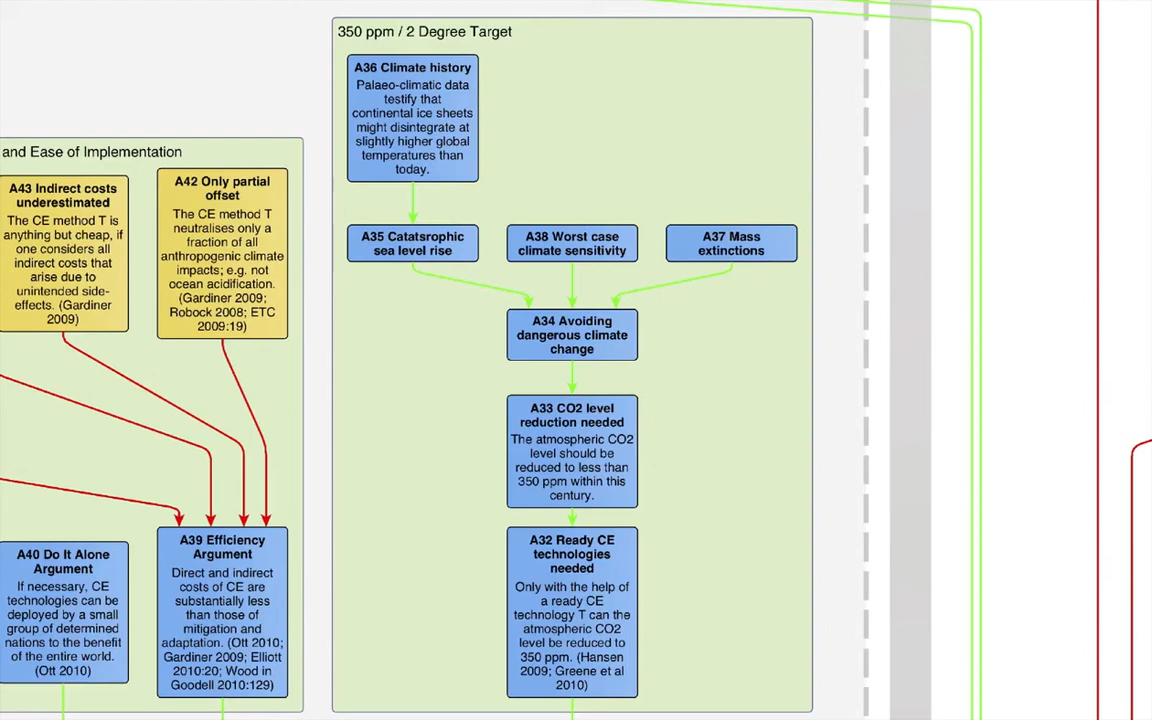 350 ppm / 2 Degree Target
A36 Climate history
Palaeo-climatic data
testify that
continental ice sheets
might disintegrate at
slightly higher global
temperatures than
today.
and Ease of Implementation
A43 Indirect costs
underestimated
The CE method T is
anything but cheap, if
one considers all
indirect costs that
arise due to
unintended side-
effects. (Gardiner
2009)
A42 Only partial
offset
The CE method T
neutralises only a
fraction of all
anthropogenic climate
impacts; e.g. not
ocean acidification.
(Gardiner 2009;
Robock 2008; ETC
2009:19)
A35 Catatsrophic
sea level rise
A38 Worst case
climate sensitivity
A37 Mass
extinctions
A34 Avoiding
dangerous climate
change
A33 CO2 level
reduction needed
The atmospheric CO2
level should be
reduced to less than
350 ppm within this
century.
A40 Do It Alone
Argument
If necessary, CE
technologies can be
deployed by a small
group of determined
nations to the benefit
of the entire world.
(Ott 2010)
A39 Efficiency
Argument
Direct and indirect
costs of CE are
substantially less
than those of
mitigation and
adaptation. (Ott 2010;
Gardiner 2009; Elliott
2010:20; Wood in
Goodell 2010:129)
A32 Ready CE
technologies
needed
Only with the help of
a ready CE
technology T can the
atmospheric CO2
level be reduced to
350 ppm. (Hansen
2009; Greene et al
2010)